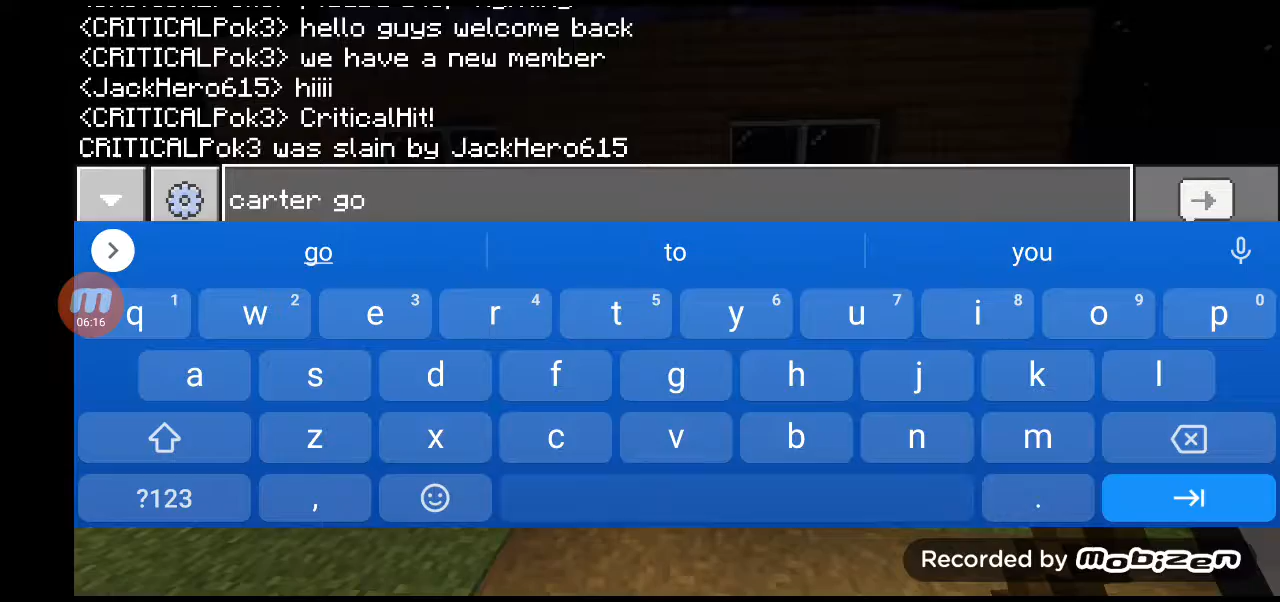 <CRITICALPok3> hello guys welcome back
<CRITICALPok3> we have a new member
<JackHero615> hiiii
<CRITICALPok3> CriticalHit!
CRITICALPok3 was slain by JackHero615
carter go
go to you
m
06:16
q 1 w 2 e 3 r 4 t 5 y 6 u 7 i 8 o 9 p 0
a s d f g h j k l
z x c v b n m
?123 , .
Recorded by mobizen